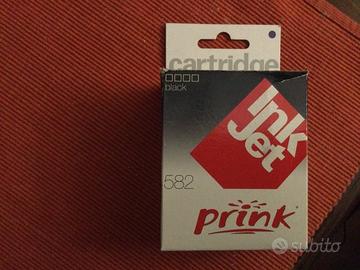 cartridge
black
Ink
Jet
582
prink
subito